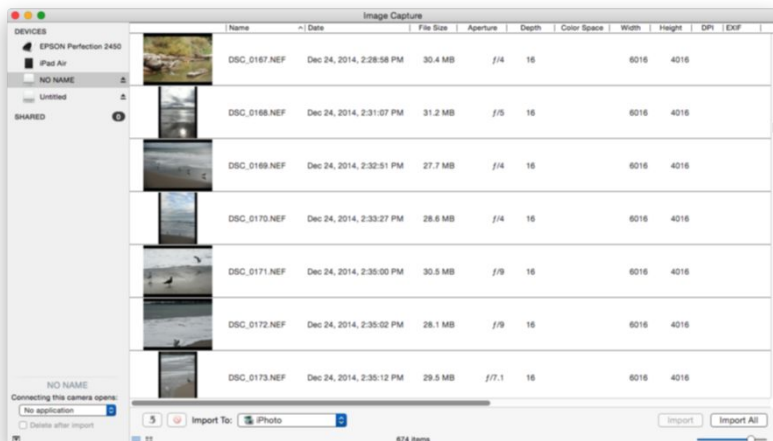 Image Capture
DEVICES
EPSON Perfection 2450
iPad Air
NO NAME
Untitled
SHARED 0
Name Date File Size Aperture Depth Color Space Width Height DPI EXIF
DSC_0167.NEF Dec 24, 2014, 2:28:58 PM 30.4 MB ƒ/4 16 6016 4016
DSC_0168.NEF Dec 24, 2014, 2:31:07 PM 31.2 MB ƒ/5 16 6016 4016
DSC_0169.NEF Dec 24, 2014, 2:32:51 PM 27.7 MB ƒ/4 16 6016 4016
DSC_0170.NEF Dec 24, 2014, 2:33:27 PM 28.6 MB ƒ/4 16 6016 4016
DSC_0171.NEF Dec 24, 2014, 2:35:00 PM 30.5 MB ƒ/9 16 6016 4016
DSC_0172.NEF Dec 24, 2014, 2:35:02 PM 28.1 MB ƒ/9 16 6016 4016
DSC_0173.NEF Dec 24, 2014, 2:35:12 PM 29.5 MB ƒ/7.1 16 6016 4016
NO NAME
Connecting this camera opens:
No application
Delete after import
Import To: iPhoto
Import Import All
674 items